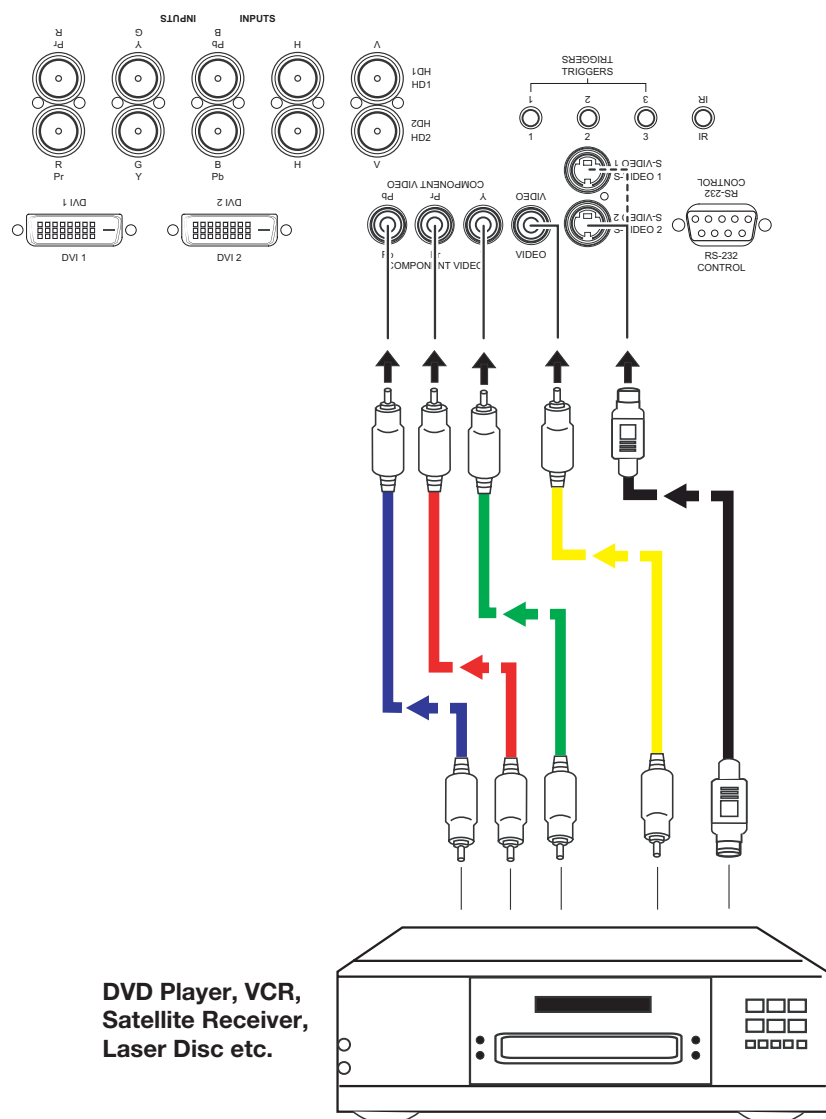 INPUTS INPUTS
R G B
Pr Y Pb H V
HD1
HD1
HD2
HD2
R G B H V
Pr Y Pb
TRIGGERS
TRIGGERS
1 2 3 IR
1 2 3 IR
S-VIDEO 1
S-VIDEO 1
DVI 1 DVI 2
DVI 1 DVI 2
COMPONENT VIDEO
Pb Pr Y VIDEO
Pb Pr
COMPONENT VIDEO VIDEO
S-VIDEO 2
S-VIDEO 2
RS-232
CONTROL
RS-232
CONTROL
DVD Player, VCR,
Satellite Receiver,
Laser Disc etc.